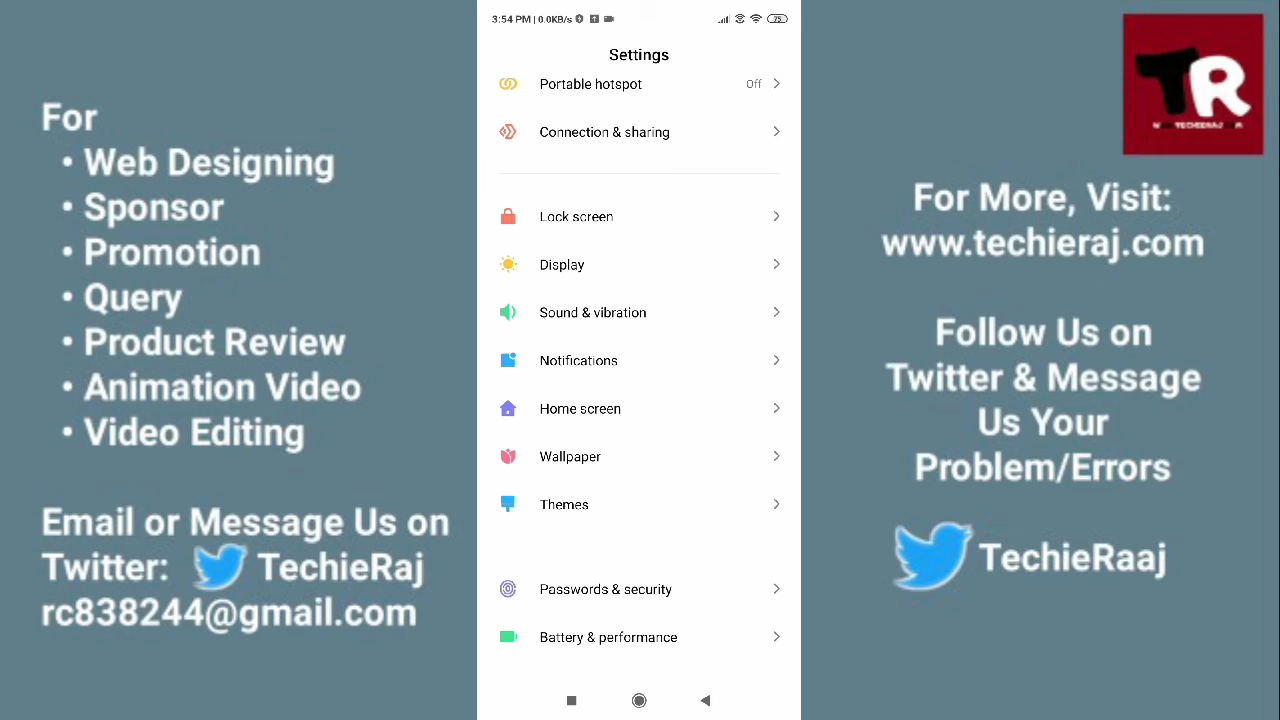 For
• Web Designing
• Sponsor
• Promotion
• Query
• Product Review
• Animation Video
• Video Editing
Email or Message Us on
Twitter: TechieRaj
rc838244@gmail.com
3:54 PM | 0.0KB/s
75
Settings
Portable hotspot Off
Connection & sharing
Lock screen
Display
Sound & vibration
Notifications
Home screen
Wallpaper
Themes
Passwords & security
Battery & performance
TR
For More, Visit:
www.techieraj.com
Follow Us on
Twitter & Message
Us Your
Problem/Errors
TechieRaaj